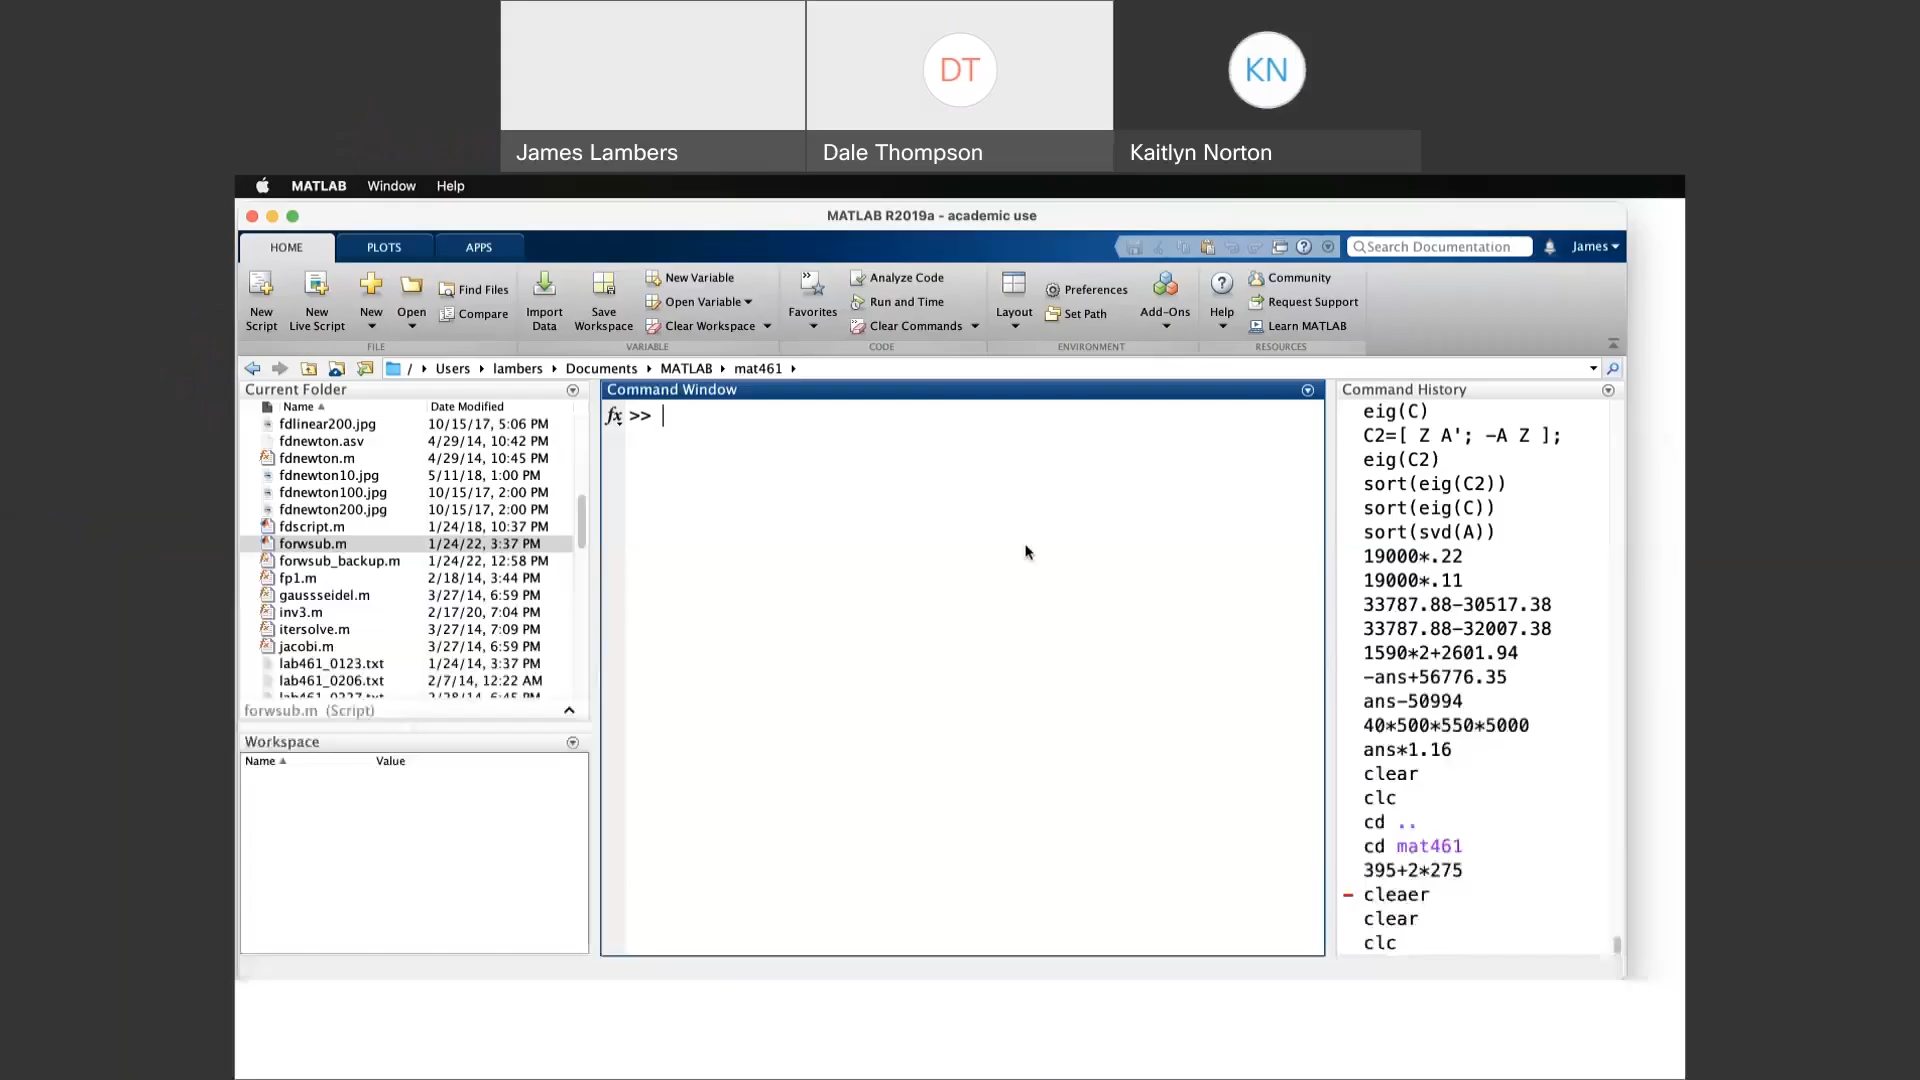 DT
KN
James Lambers
Dale Thompson
Kaitlyn Norton
MATLAB Window Help
MATLAB R2019a - academic use
HOME PLOTS APPS
Search Documentation
James
New Script
New Live Script
New
Open
Find Files
Compare
FILE
Import Data
Save Workspace
New Variable
Open Variable
Clear Workspace
VARIABLE
Favorites
Analyze Code
Run and Time
Clear Commands
CODE
Layout
Preferences
Set Path
Add-Ons
ENVIRONMENT
Help
Community
Request Support
Learn MATLAB
RESOURCES
/ Users lambers Documents MATLAB mat461
Current Folder
Name Date Modified
fdlinear200.jpg 10/15/17, 5:06 PM
fdnewton.asv 4/29/14, 10:42 PM
fdnewton.m 4/29/14, 10:45 PM
fdnewton10.jpg 5/11/18, 1:00 PM
fdnewton100.jpg 10/15/17, 2:00 PM
fdnewton200.jpg 10/15/17, 2:00 PM
fdscript.m 1/24/18, 10:37 PM
forwsub.m 1/24/22, 3:37 PM
forwsub_backup.m 1/24/22, 12:58 PM
fp1.m 2/18/14, 3:44 PM
gaussseidel.m 3/27/14, 6:59 PM
inv3.m 2/17/20, 7:04 PM
itersolve.m 3/27/14, 7:09 PM
jacobi.m 3/27/14, 6:59 PM
lab461_0123.txt 1/24/14, 3:37 PM
lab461_0206.txt 2/7/14, 12:22 AM
lab461_0227.txt 2/28/14, 6:45 PM
forwsub.m (Script)
Workspace
Name Value
Command Window
fx >>
Command History
eig(C)
C2=[ Z A'; -A Z ];
eig(C2)
sort(eig(C2))
sort(eig(C))
sort(svd(A))
19000*.22
19000*.11
33787.88-30517.38
33787.88-32007.38
1590*2+2601.94
-ans+56776.35
ans-50994
40*500*550*5000
ans*1.16
clear
clc
cd ..
cd mat461
395+2*275
cleaer
clear
clc